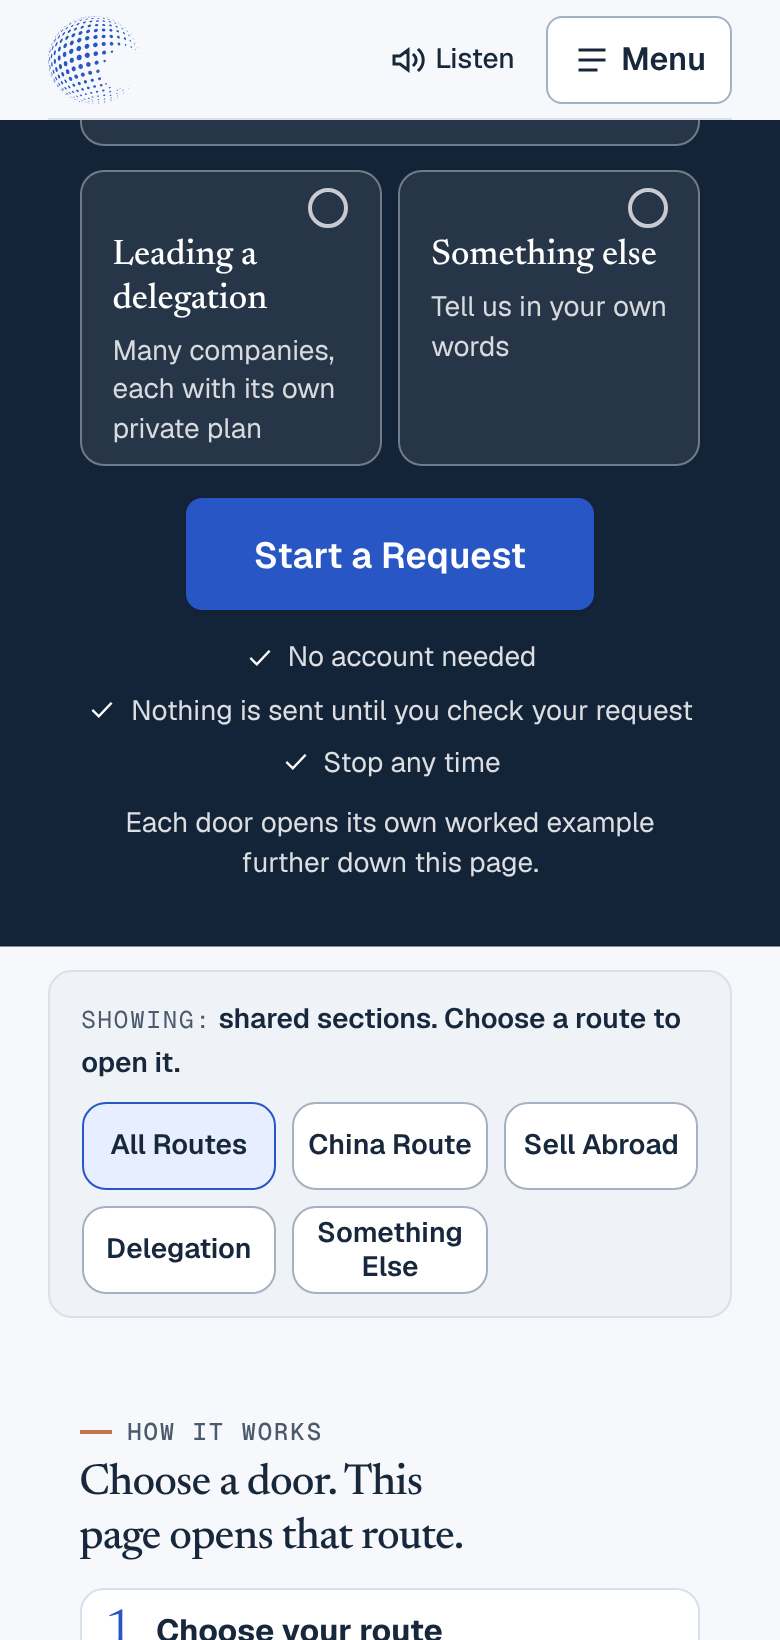 Listen
Menu
Leading a
delegation
Many companies,
each with its own
private plan
Something else
Tell us in your own
words
Start a Request
No account needed
Nothing is sent until you check your request
Stop any time
Each door opens its own worked example
further down this page.
SHOWING: shared sections. Choose a route to
open it.
All Routes
China Route
Sell Abroad
Delegation
Something
Else
HOW IT WORKS
Choose a door. This
page opens that route.
1 Choose your route